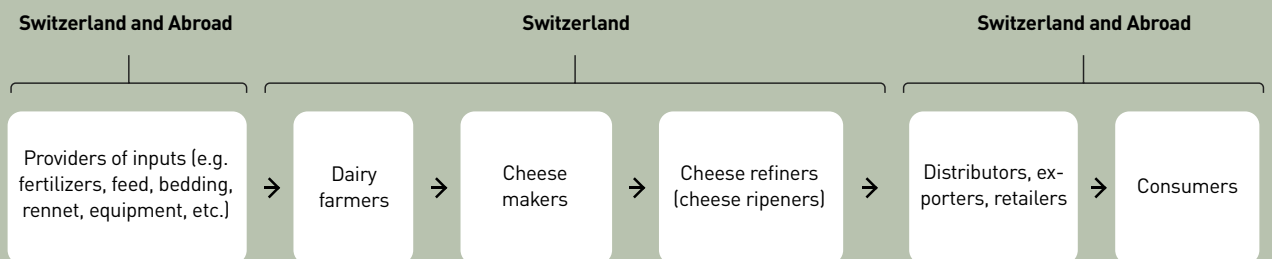 Switzerland and Abroad
Switzerland
Switzerland and Abroad
Providers of inputs (e.g.
fertilizers, feed, bedding,
rennet, equipment, etc.)
Dairy
farmers
Cheese
makers
Cheese refiners
(cheese ripeners)
Distributors, ex-
porters, retailers
Consumers